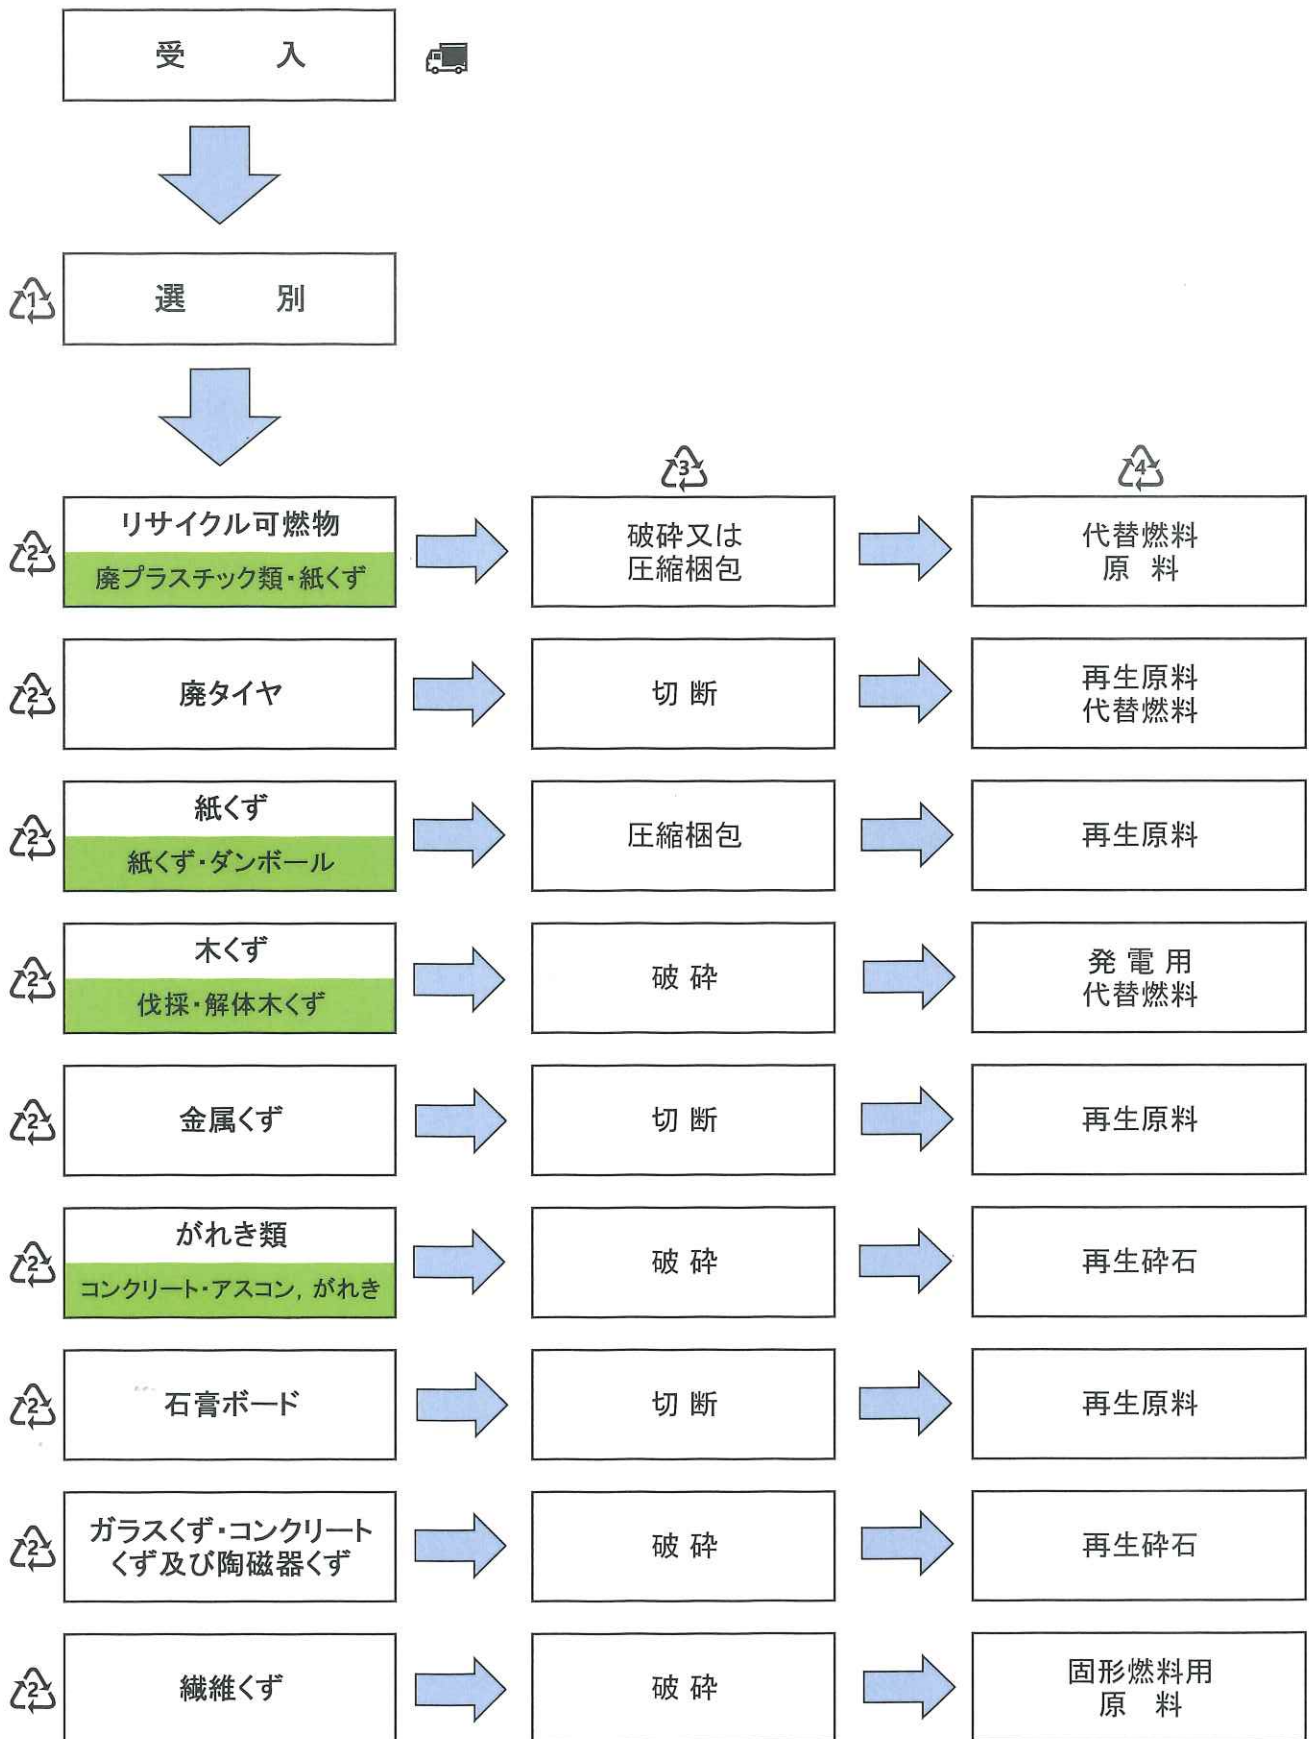 受 入
1
選 別
3
4
2
リサイクル可燃物
廃プラスチック類・紙くず
破砕又は
圧縮梱包
代替燃料
原 料
2
廃タイヤ
切 断
再生原料
代替燃料
2
紙くず
紙くず・ダンボール
圧縮梱包
再生原料
2
木くず
伐採・解体木くず
破 砕
発 電 用
代替燃料
2
金属くず
切 断
再生原料
2
がれき類
コンクリート・アスコン, がれき
破 砕
再生砕石
2
石膏ボード
切 断
再生原料
2
ガラスくず・コンクリート
くず及び陶磁器くず
破 砕
再生砕石
2
繊維くず
破 砕
固形燃料用
原 料